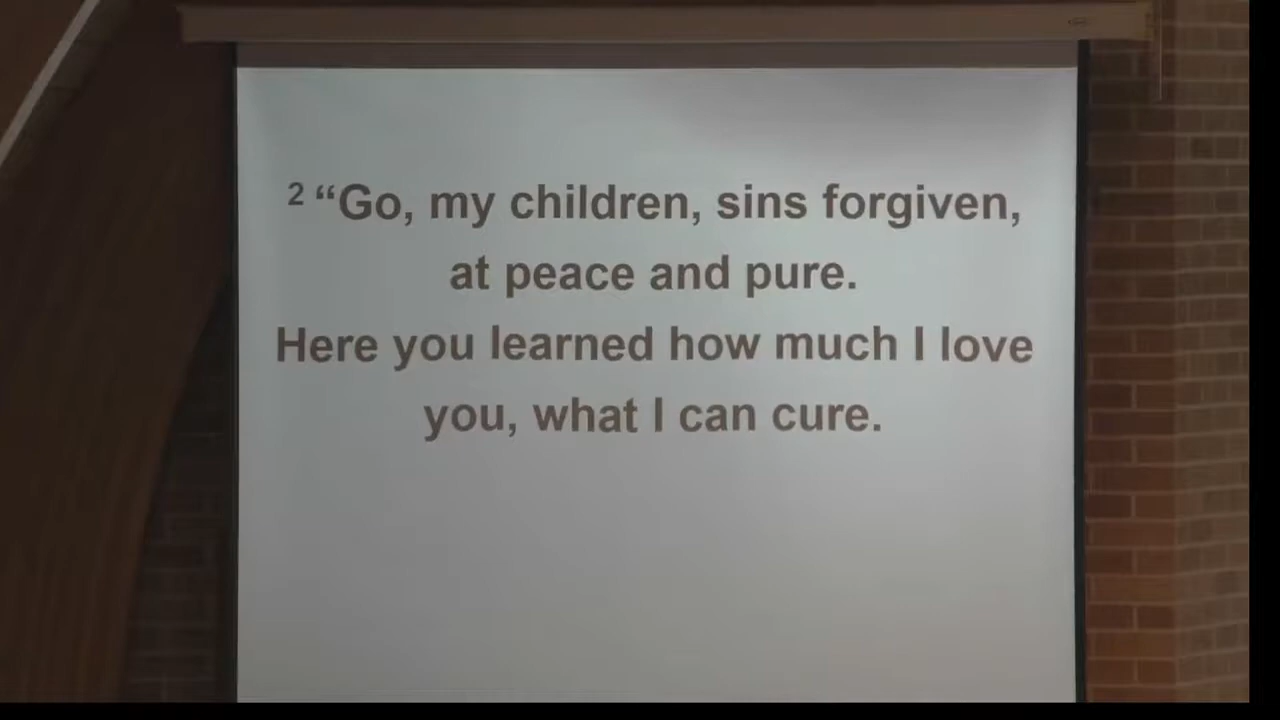 2 “Go, my children, sins forgiven,
at peace and pure.
Here you learned how much I love
you, what I can cure.